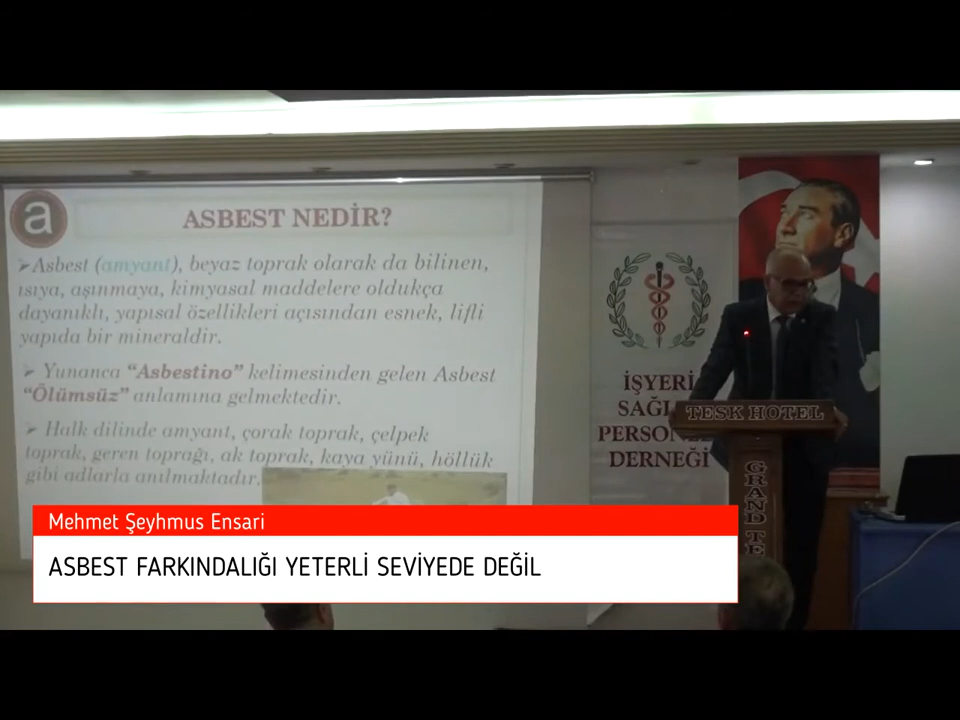 a
ASBEST NEDİR?
➢Asbest (amyant), beyaz toprak olarak da bilinen,
ısıya, aşınmaya, kimyasal maddelere oldukça
dayanıklı, yapısal özellikleri açısından esnek, lifli
yapıda bir mineraldir.
➢ Yunanca “Asbestino” kelimesinden gelen Asbest
“Ölümsüz” anlamına gelmektedir.
➢ Halk dilinde amyant, çorak toprak, çelpek
toprak, geren toprağı, ak toprak, kaya yünü, höllük
gibi adlarla anılmaktadır.
İŞYERİ
SAĞL
PERSONEL
DERNEĞİ
TESK HOTEL
GRAND TE
Mehmet Şeyhmus Ensari
ASBEST FARKINDALIĞI YETERLİ SEVİYEDE DEĞİL